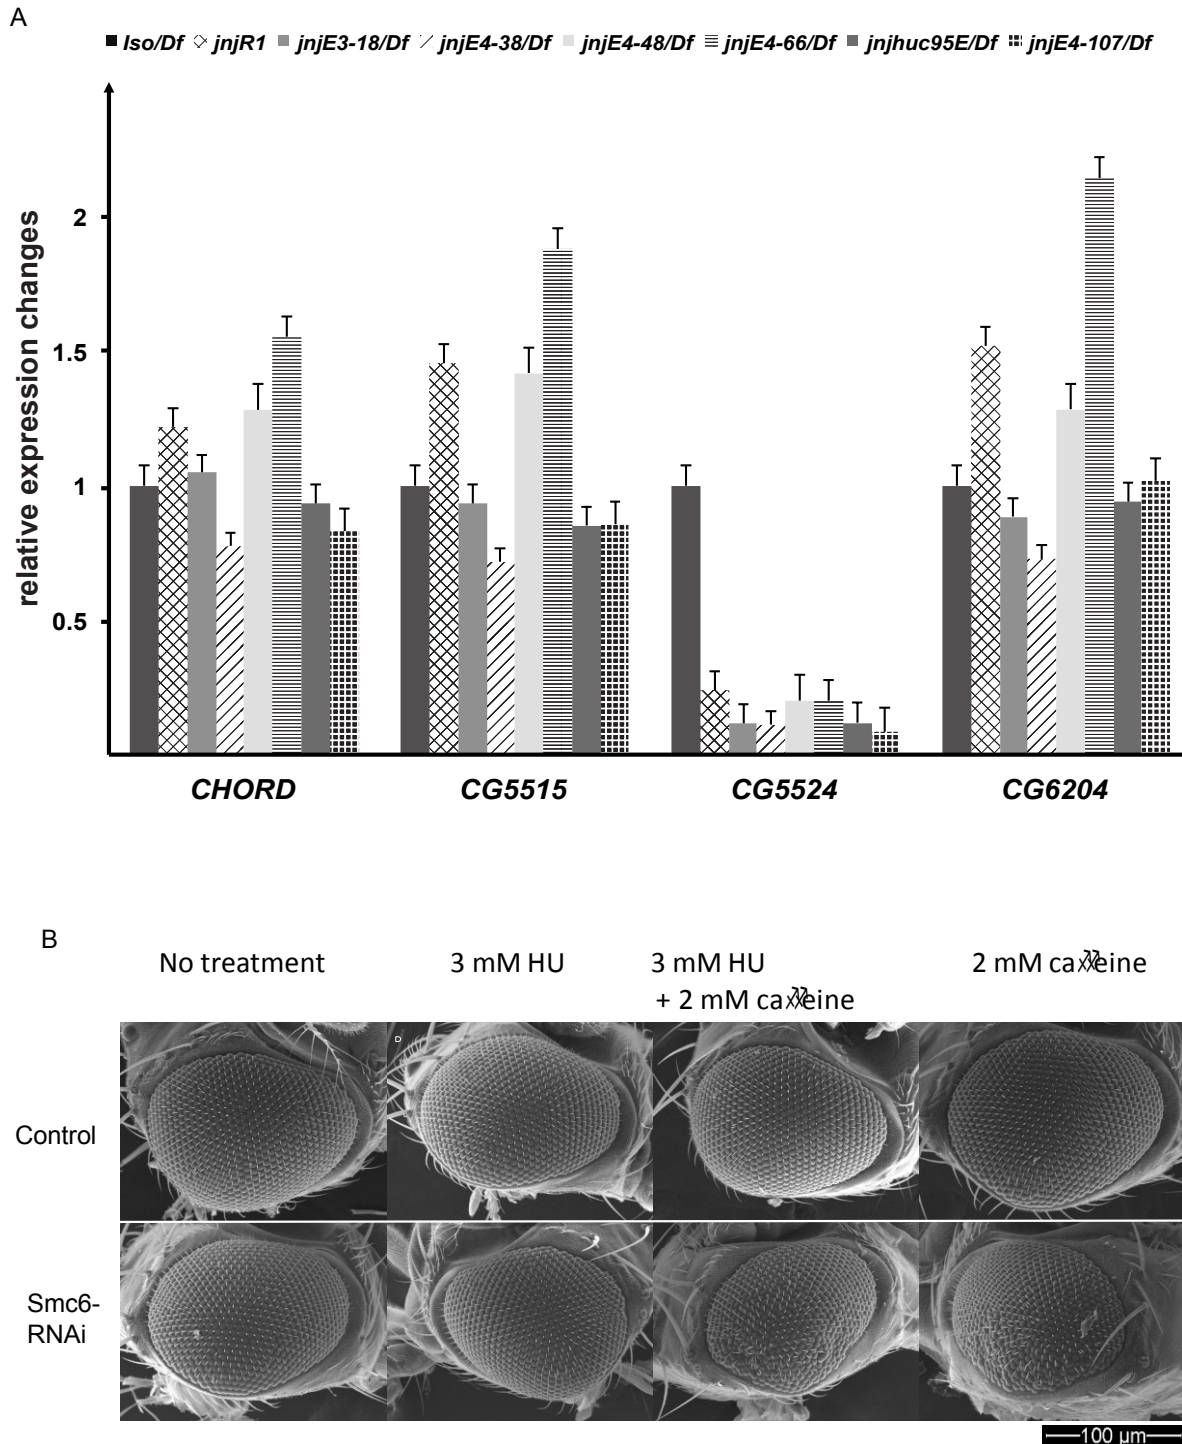 A
Iso/Df jnjR1 jnjE3-18/Df jnjE4-38/Df jnjE4-48/Df jnjE4-66/Df jnjhuc95E/Df jnjE4-107/Df
relative expression changes
2
1.5
1
0.5
CHORD CG5515 CG5524 CG6204
B
No treatment 3 mM HU 3 mM HU 2 mM
+ 2 mM
D
Control
Smc6-
RNAi
100 µm